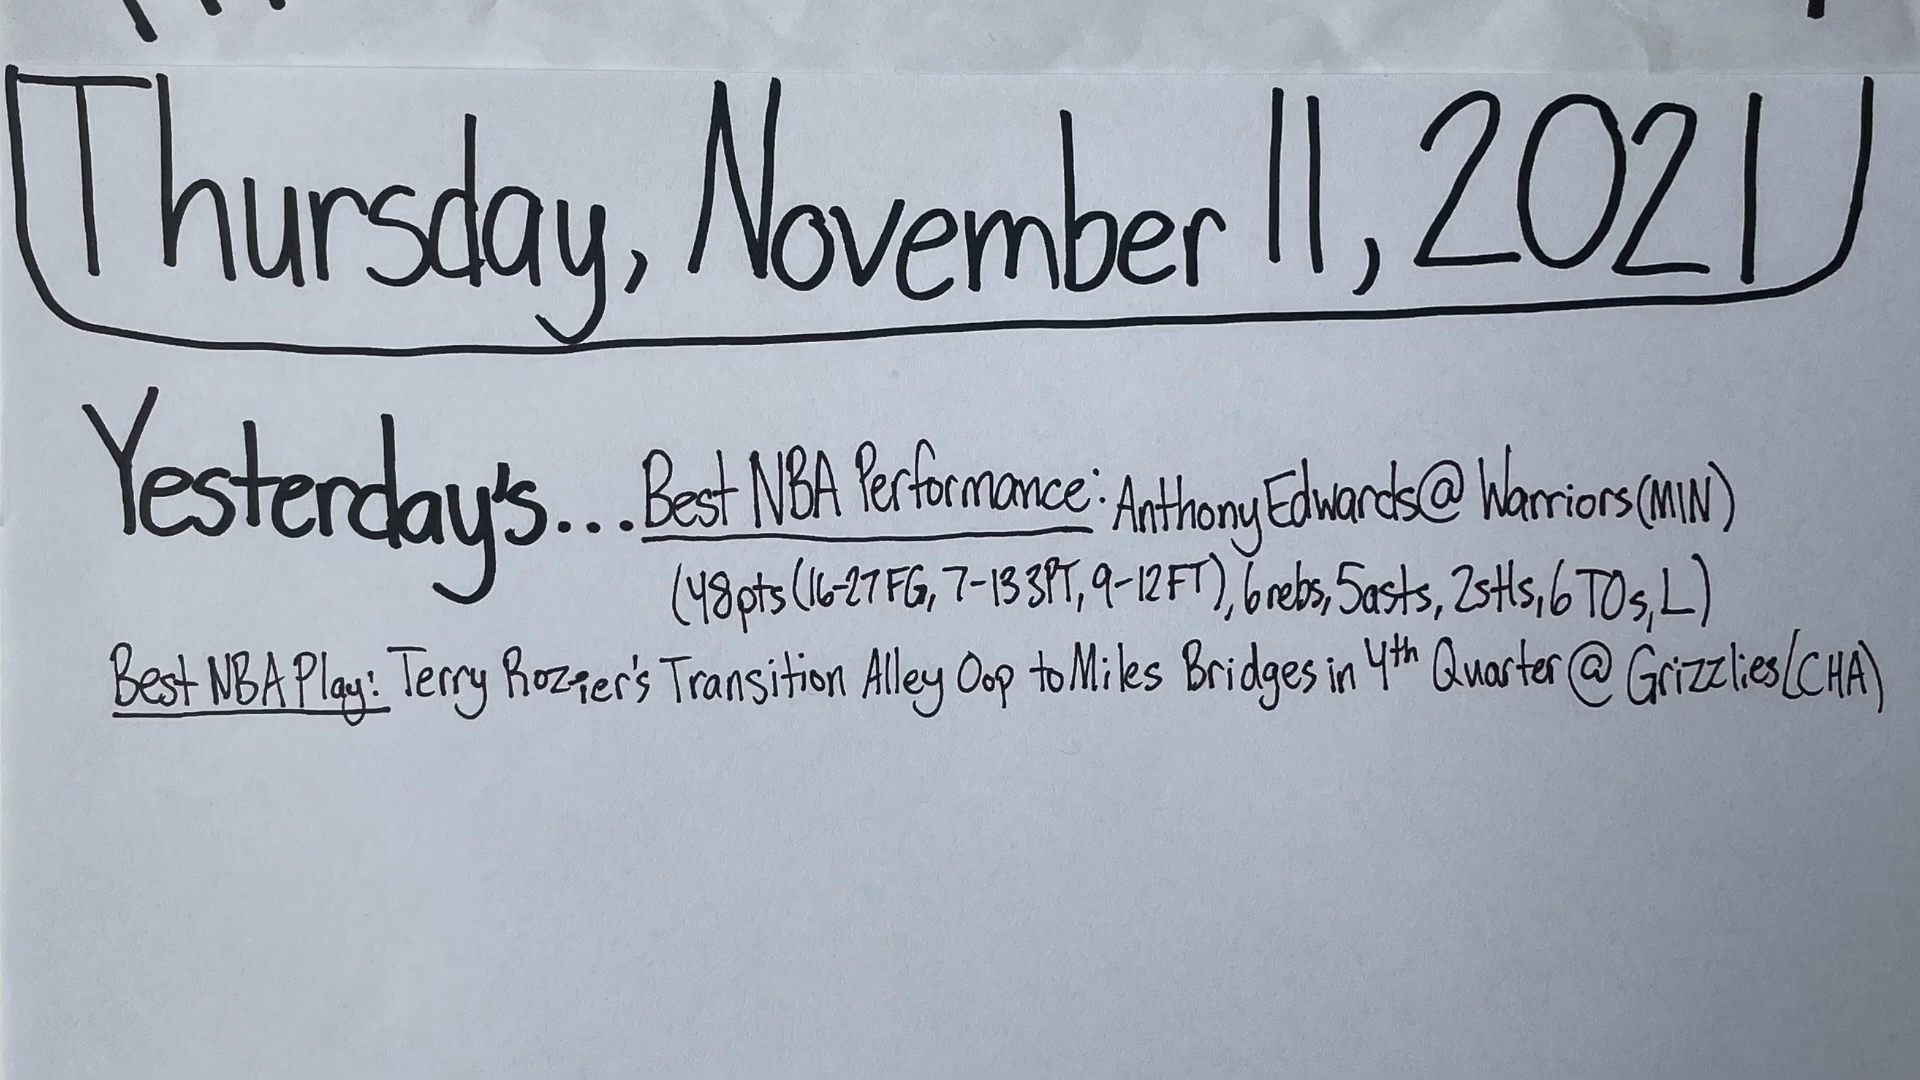 Thursday, November 11, 2021
Yesterday's... Best NBA Performance: Anthony Edwards @ Warriors (MIN)
(48pts (16-27 FG, 7-13 3PT, 9-12 FT), 6 rebs, 5 asts, 2 stls, 6 TOs, L)
Best NBA Play: Terry Rozier's Transition Alley Oop to Miles Bridges in 4th Quarter @ Grizzlies (CHA)